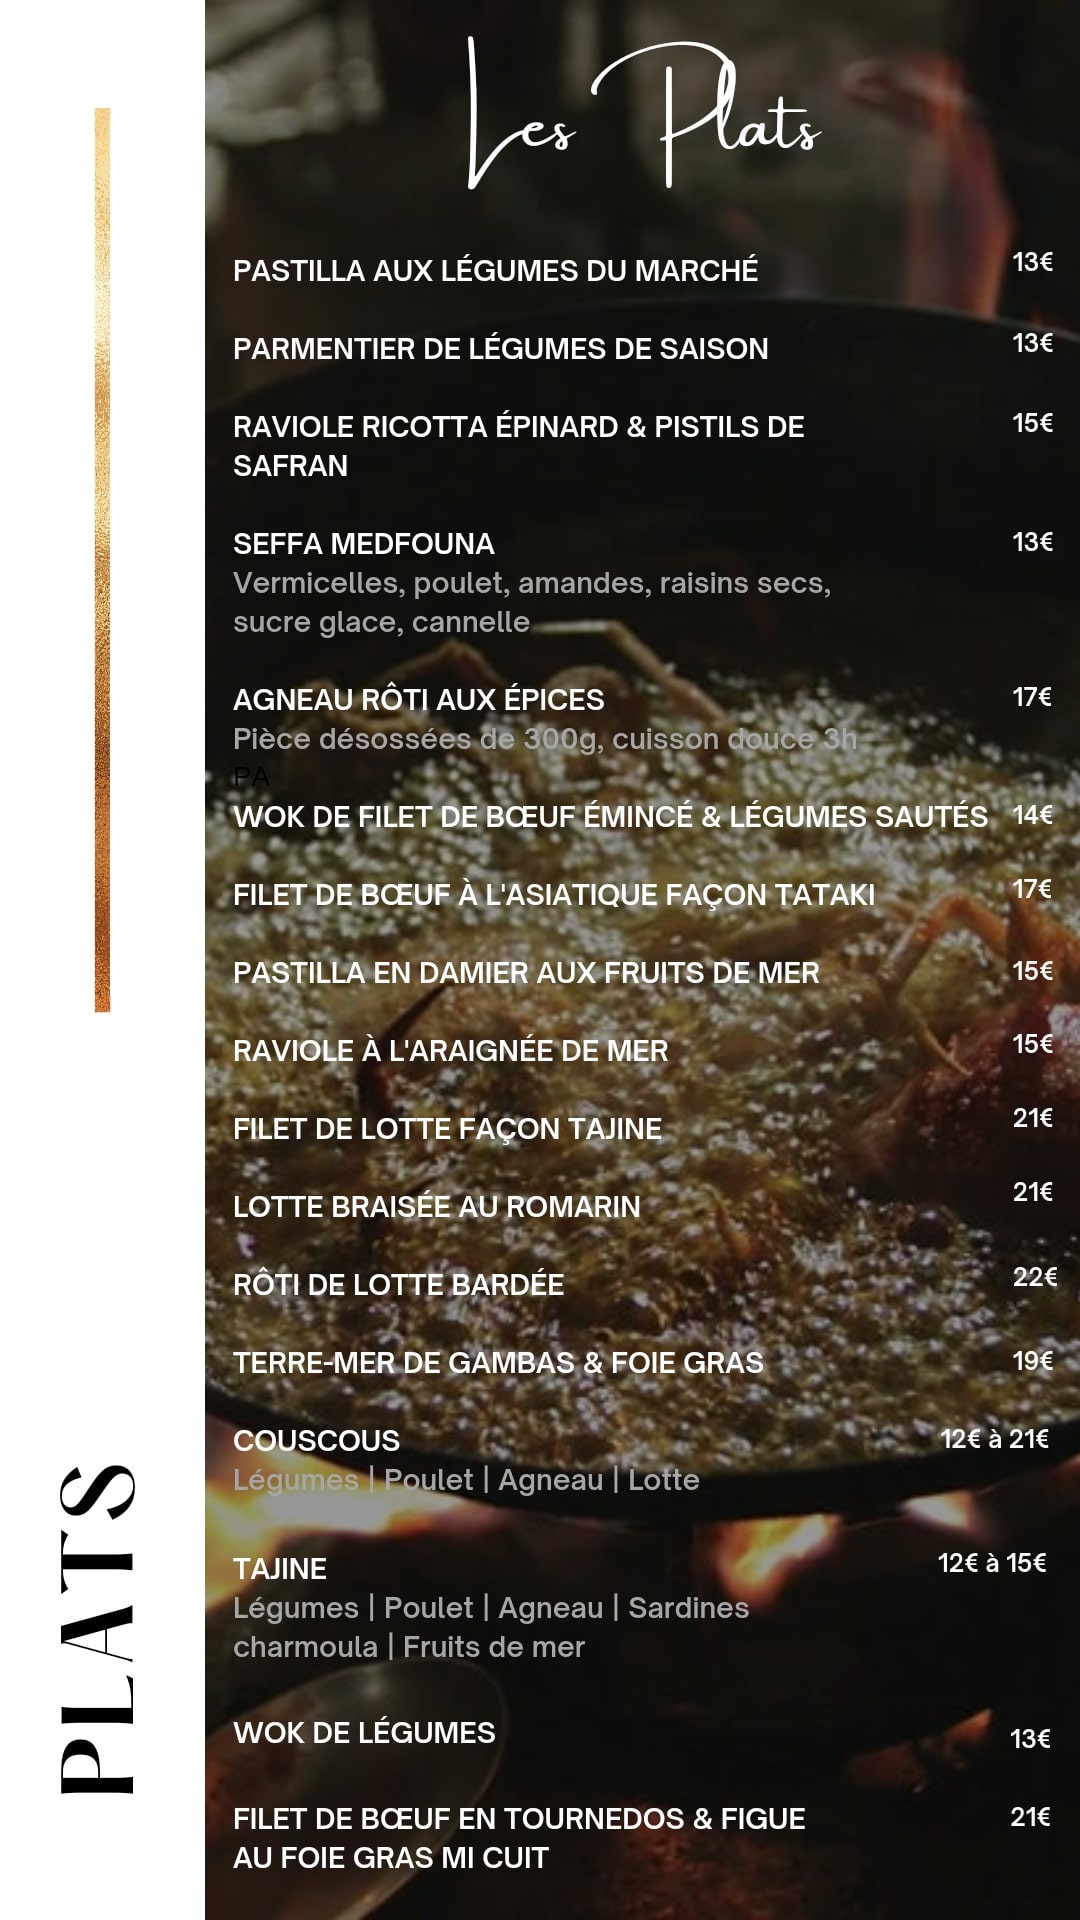 Les Plats
PASTILLA AUX LÉGUMES DU MARCHÉ 13€
PARMENTIER DE LÉGUMES DE SAISON 13€
RAVIOLE RICOTTA ÉPINARD & PISTILS DE 15€
SAFRAN
SEFFA MEDFOUNA 13€
Vermicelles, poulet, amandes, raisins secs,
sucre glace, cannelle
AGNEAU RÔTI AUX ÉPICES 17€
Pièce désossées de 300g, cuisson douce 3h
PA
WOK DE FILET DE BŒUF ÉMINCÉ & LÉGUMES SAUTÉS 14€
FILET DE BŒUF À L'ASIATIQUE FAÇON TATAKI 17€
PASTILLA EN DAMIER AUX FRUITS DE MER 15€
RAVIOLE À L'ARAIGNÉE DE MER 15€
FILET DE LOTTE FAÇON TAJINE 21€
LOTTE BRAISÉE AU ROMARIN 21€
RÔTI DE LOTTE BARDÉE 22€
TERRE-MER DE GAMBAS & FOIE GRAS 19€
COUSCOUS 12€ à 21€
Légumes | Poulet | Agneau | Lotte
TAJINE 12€ à 15€
Légumes | Poulet | Agneau | Sardines
charmoula | Fruits de mer
WOK DE LÉGUMES 13€
FILET DE BŒUF EN TOURNEDOS & FIGUE 21€
AU FOIE GRAS MI CUIT
PLATS